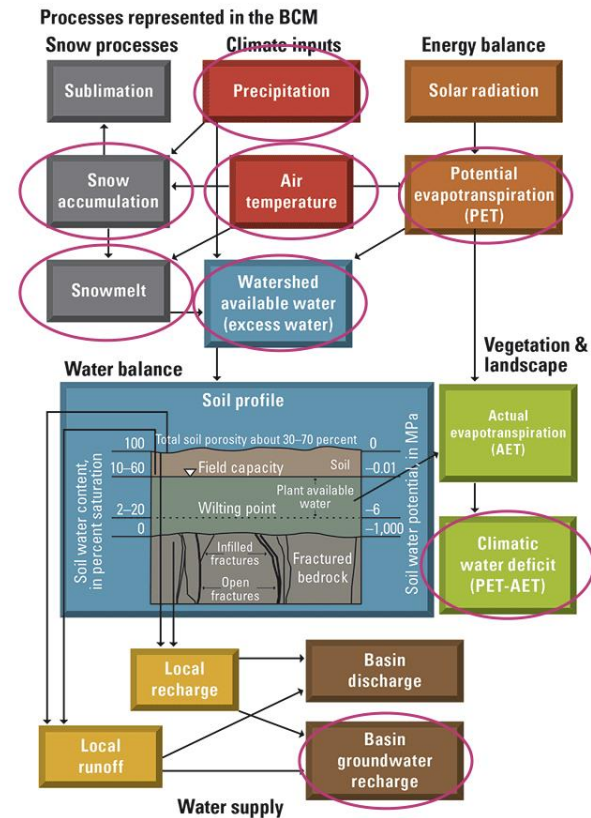 Processes represented in the BCM
Snow processes
Climate inputs
Energy balance
Sublimation
Precipitation
Solar radiation
Snow
accumulation
Air
temperature
Potential
evapotranspiration
(PET)
Snowmelt
Watershed
available water
(excess water)
Vegetation &
landscape
Water balance
Soil profile
Actual
evapotranspiration
(AET)
Soil water content,
in percent saturation
100
10–60
2–20
0
Total soil porosity about 30–70 percent
Field capacity
Soil
Plant available
water
Wilting point
Infilled
fractures
Open
fractures
Fractured
bedrock
0
–0.01
–6
–1,000
Soil water potential, in MPa
Climatic
water deficit
(PET-AET)
Local
recharge
Basin
discharge
Local
runoff
Basin
groundwater
recharge
Water supply